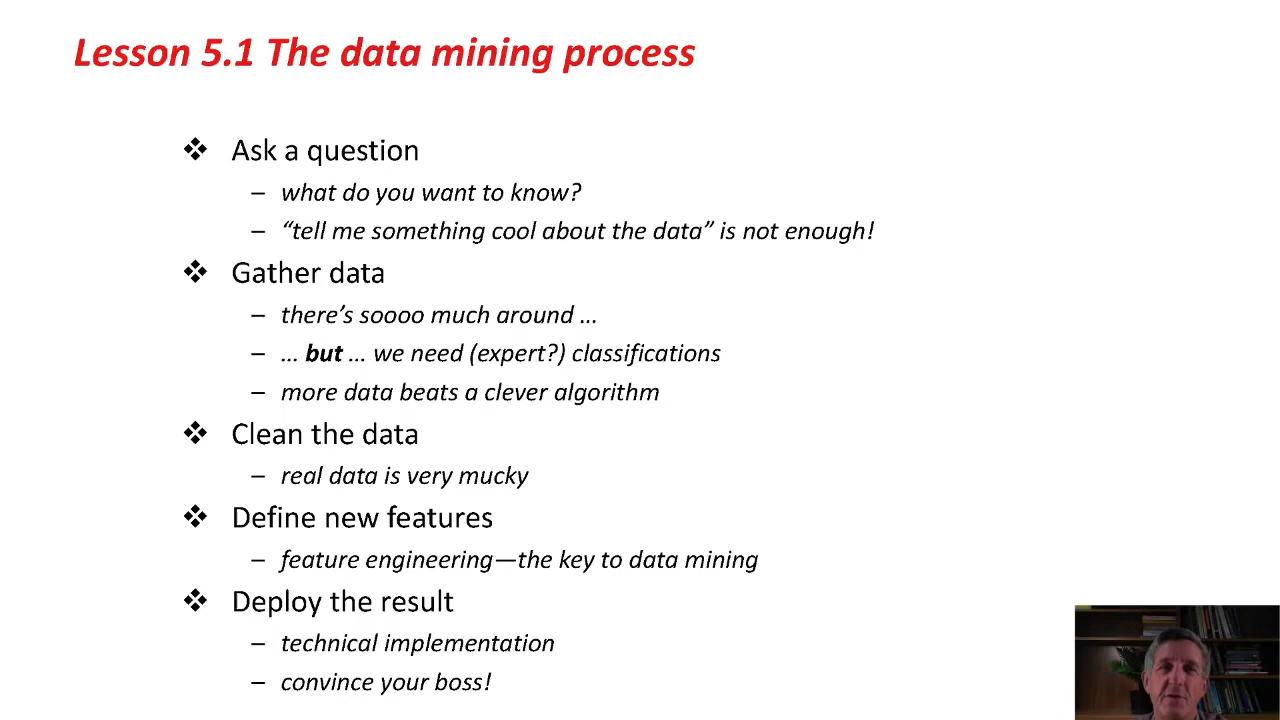 Lesson 5.1 The data mining process
❖ Ask a question
– what do you want to know?
– “tell me something cool about the data” is not enough!
❖ Gather data
– there’s soooo much around …
– … but … we need (expert?) classifications
– more data beats a clever algorithm
❖ Clean the data
– real data is very mucky
❖ Define new features
– feature engineering—the key to data mining
❖ Deploy the result
– technical implementation
– convince your boss!